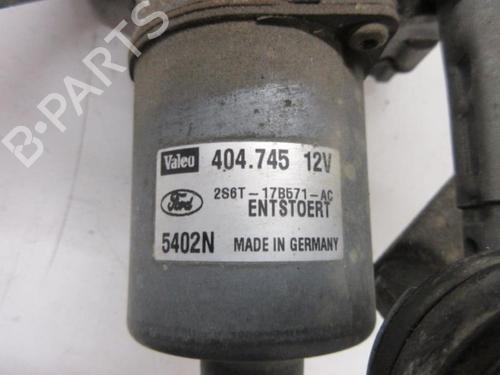 Valeo 404.745 12V
Ford 2S6T-17B571-AC
ENTSTOERT
5402N MADE IN GERMANY
B-PARTS